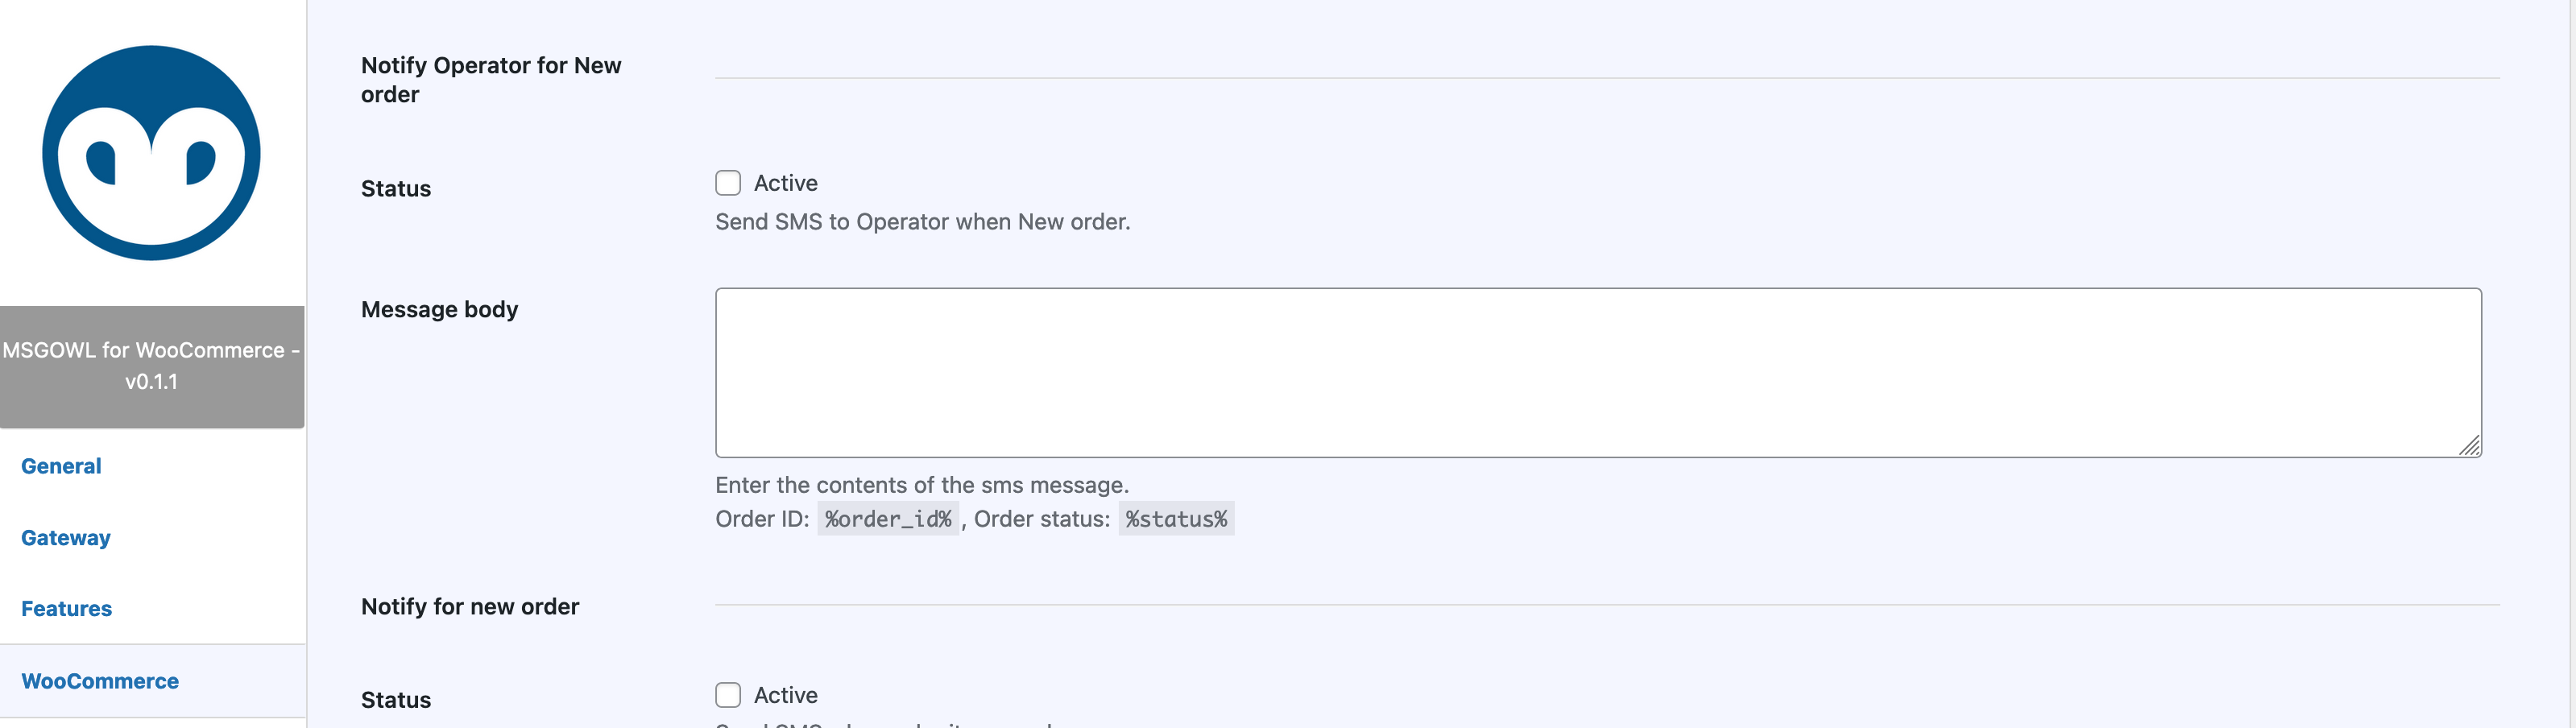 MSGOWL for WooCommerce -
v0.1.1
General
Gateway
Features
WooCommerce
Notify Operator for New
order
Status
Active
Send SMS to Operator when New order.
Message body
Enter the contents of the sms message.
Order ID: %order_id% , Order status: %status%
Notify for new order
Status
Active